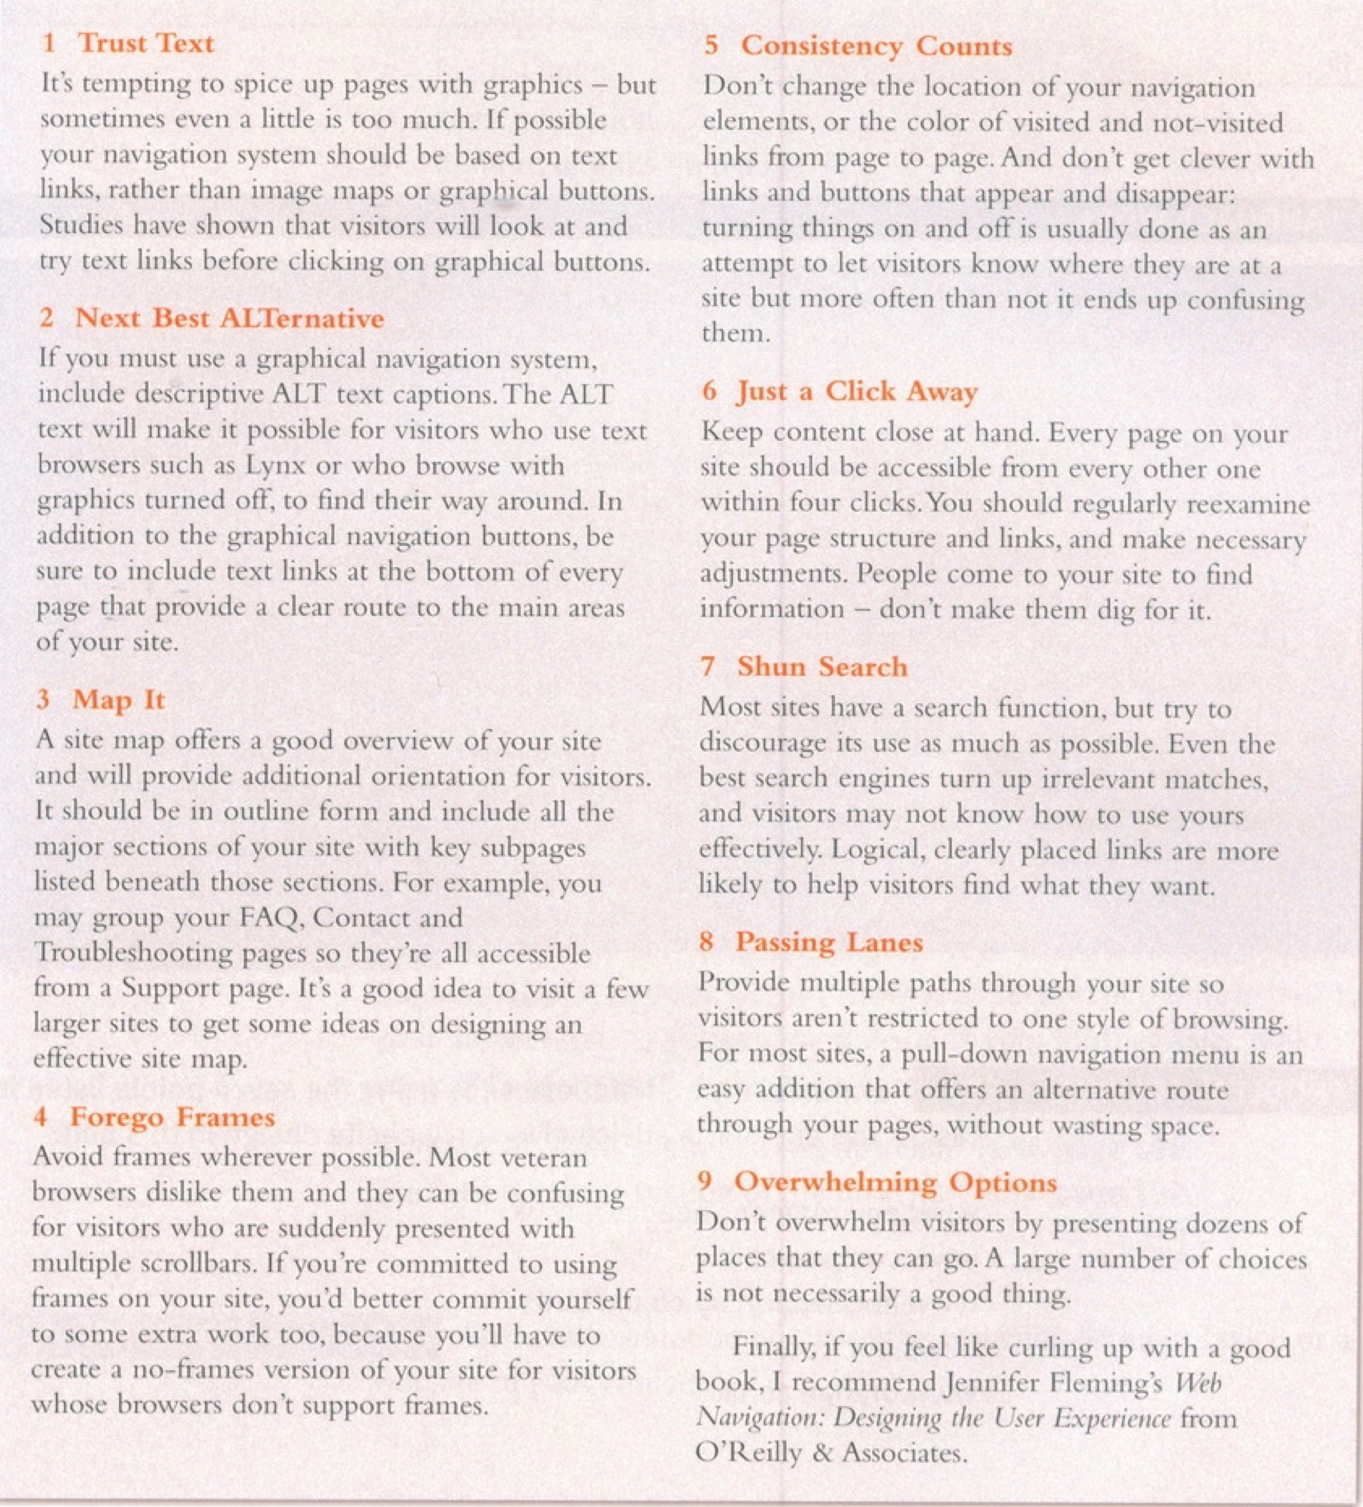 1 Trust Text
It's tempting to spice up pages with graphics – but
sometimes even a little is too much. If possible
your navigation system should be based on text
links, rather than image maps or graphical buttons.
Studies have shown that visitors will look at and
try text links before clicking on graphical buttons.
2 Next Best ALTernative
If you must use a graphical navigation system,
include descriptive ALT text captions. The ALT
text will make it possible for visitors who use text
browsers such as Lynx or who browse with
graphics turned off, to find their way around. In
addition to the graphical navigation buttons, be
sure to include text links at the bottom of every
page that provide a clear route to the main areas
of your site.
3 Map It
A site map offers a good overview of your site
and will provide additional orientation for visitors.
It should be in outline form and include all the
major sections of your site with key subpages
listed beneath those sections. For example, you
may group your FAQ, Contact and
Troubleshooting pages so they're all accessible
from a Support page. It's a good idea to visit a few
larger sites to get some ideas on designing an
effective site map.
4 Forego Frames
Avoid frames wherever possible. Most veteran
browsers dislike them and they can be confusing
for visitors who are suddenly presented with
multiple scrollbars. If you're committed to using
frames on your site, you'd better commit yourself
to some extra work too, because you'll have to
create a no-frames version of your site for visitors
whose browsers don't support frames.
5 Consistency Counts
Don't change the location of your navigation
elements, or the color of visited and not-visited
links from page to page. And don't get clever with
links and buttons that appear and disappear:
turning things on and off is usually done as an
attempt to let visitors know where they are at a
site but more often than not it ends up confusing
them.
6 Just a Click Away
Keep content close at hand. Every page on your
site should be accessible from every other one
within four clicks. You should regularly reexamine
your page structure and links, and make necessary
adjustments. People come to your site to find
information – don't make them dig for it.
7 Shun Search
Most sites have a search function, but try to
discourage its use as much as possible. Even the
best search engines turn up irrelevant matches,
and visitors may not know how to use yours
effectively. Logical, clearly placed links are more
likely to help visitors find what they want.
8 Passing Lanes
Provide multiple paths through your site so
visitors aren't restricted to one style of browsing.
For most sites, a pull-down navigation menu is an
easy addition that offers an alternative route
through your pages, without wasting space.
9 Overwhelming Options
Don't overwhelm visitors by presenting dozens of
places that they can go. A large number of choices
is not necessarily a good thing.
Finally, if you feel like curling up with a good
book, I recommend Jennifer Fleming's Web
Navigation: Designing the User Experience from
O'Reilly & Associates.